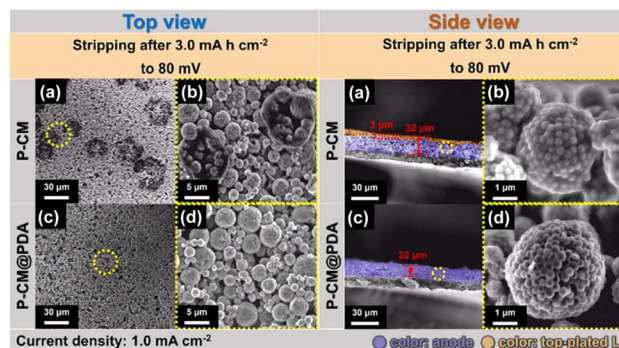 Top view
Side view
Stripping after 3.0 mA h cm⁻²
to 80 mV
Stripping after 3.0 mA h cm⁻²
to 80 mV
P-CM
(a)
30 µm
(b)
5 µm
P-CM
(a)
3 µm
32 µm
30 µm
(b)
1 µm
P-CM@PDA
(c)
30 µm
(d)
5 µm
P-CM@PDA
(c)
22 µm
30 µm
(d)
1 µm
Current density: 1.0 mA cm⁻²
color: anode
color: top-plated L